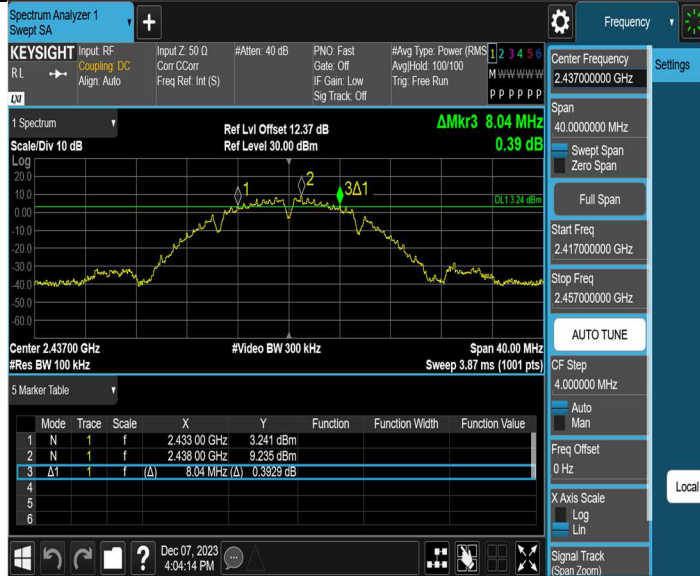 Spectrum Analyzer 1
Swept SA
Frequency
KEYSIGHT
RL
LXI
Input: RF
Coupling: DC
Align: Auto
Input Z: 50 Ω
Corr CCorr
Freq Ref: Int (S)
#Atten: 40 dB
PNO: Fast
Gate: Off
IF Gain: Low
Sig Track: Off
#Avg Type: Power (RMS
Avg|Hold: 100/100
Trig: Free Run
1 2 3 4 5 6
M W W W W W
P P P P P P
1 Spectrum
Scale/Div 10 dB
Log
Ref Lvl Offset 12.37 dB
Ref Level 30.00 dBm
ΔMkr3 8.04 MHz
0.39 dB
20.0
10.0
0.00
-10.0
-20.0
-30.0
-40.0
-50.0
-60.0
1
2
3Δ1
DL1 3.24 dBm
Center 2.43700 GHz
#Res BW 100 kHz
#Video BW 300 kHz
Span 40.00 MHz
Sweep 3.87 ms (1001 pts)
5 Marker Table
Mode Trace Scale X Y Function Function Width Function Value
1 N 1 f 2.433 00 GHz 3.241 dBm
2 N 1 f 2.438 00 GHz 9.235 dBm
3 Δ1 1 f (Δ) 8.04 MHz (Δ) 0.3929 dB
4
5
6
?
Dec 07, 2023
4:04:14 PM
Center Frequency
2.437000000 GHz
Span
40.0000000 MHz
Swept Span
Zero Span
Full Span
Start Freq
2.417000000 GHz
Stop Freq
2.457000000 GHz
AUTO TUNE
CF Step
4.000000 MHz
Auto
Man
Freq Offset
0 Hz
X Axis Scale
Log
Lin
Signal Track
(Span Zoom)
Settings
Local